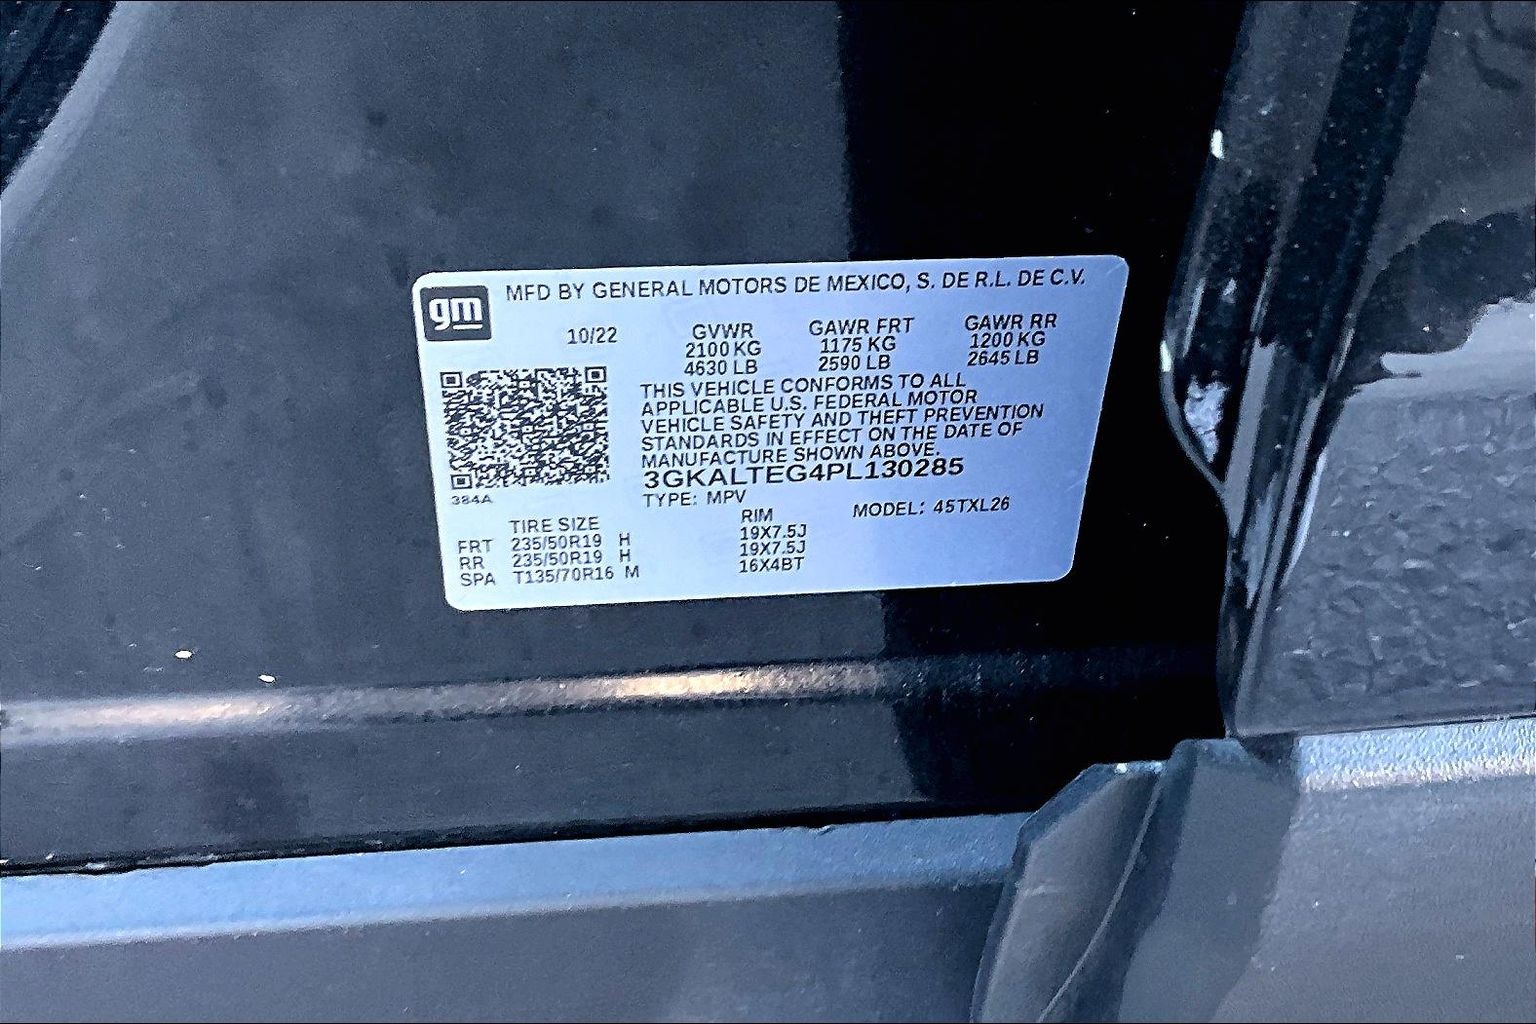 gm
MFD BY GENERAL MOTORS DE MEXICO, S. DE R.L. DE C.V.
10/22 GVWR GAWR FRT GAWR RR
2100 KG 1175 KG 1200 KG
4630 LB 2590 LB 2645 LB
THIS VEHICLE CONFORMS TO ALL
APPLICABLE U.S. FEDERAL MOTOR
VEHICLE SAFETY AND THEFT PREVENTION
STANDARDS IN EFFECT ON THE DATE OF
MANUFACTURE SHOWN ABOVE.
3GKALTEG4PL130285
384A
TYPE: MPV MODEL: 45TXL26
TIRE SIZE RIM
FRT 235/50R19 H 19X7.5J
RR 235/50R19 H 19X7.5J
SPA T135/70R16 M 16X4BT